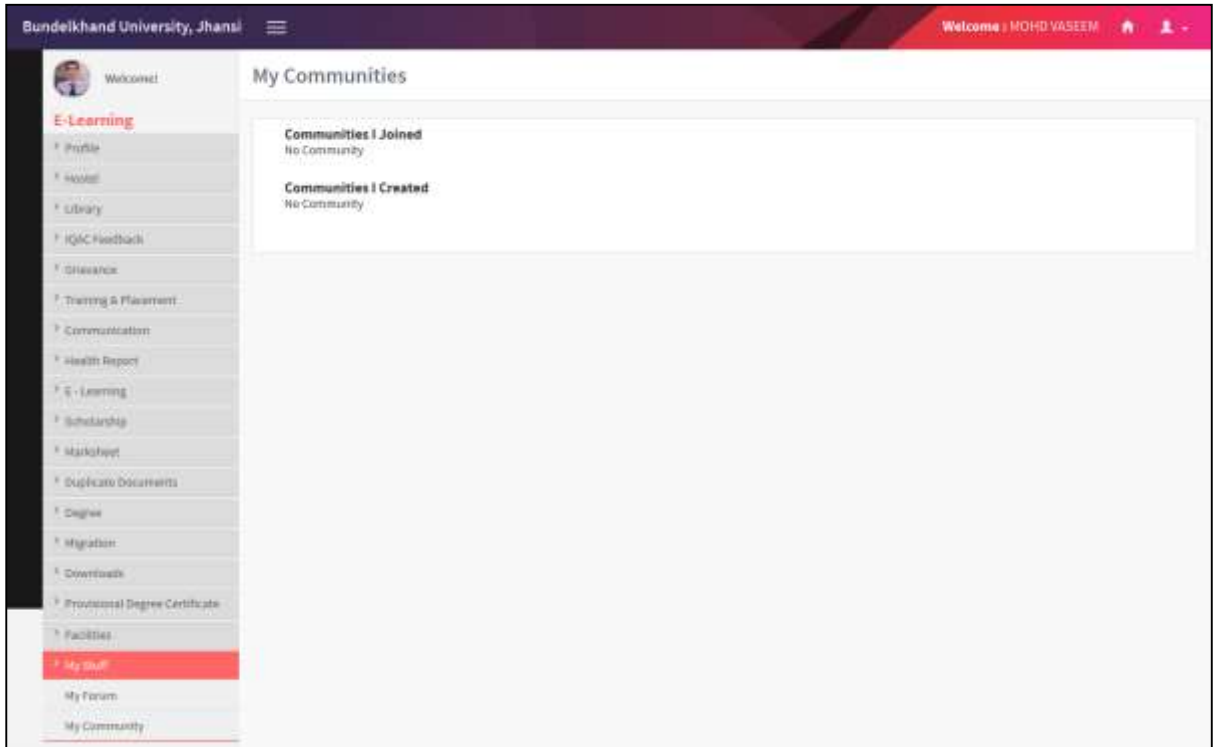 Bundelkhand University, Jhansi
Welcome : MOHD VASEEM
Welcome!
My Communities
E-Learning
Profile
Hostel
Library
IQAC Feedback
Grievance
Training & Placement
Communication
Health Report
E - Learning
Scholarship
Marksheet
Duplicate Documents
Degree
Migration
Downloads
Provisional Degree Certificate
Facilities
My Stuff
My Forum
My Community
Communities I Joined
No Community
Communities I Created
No Community